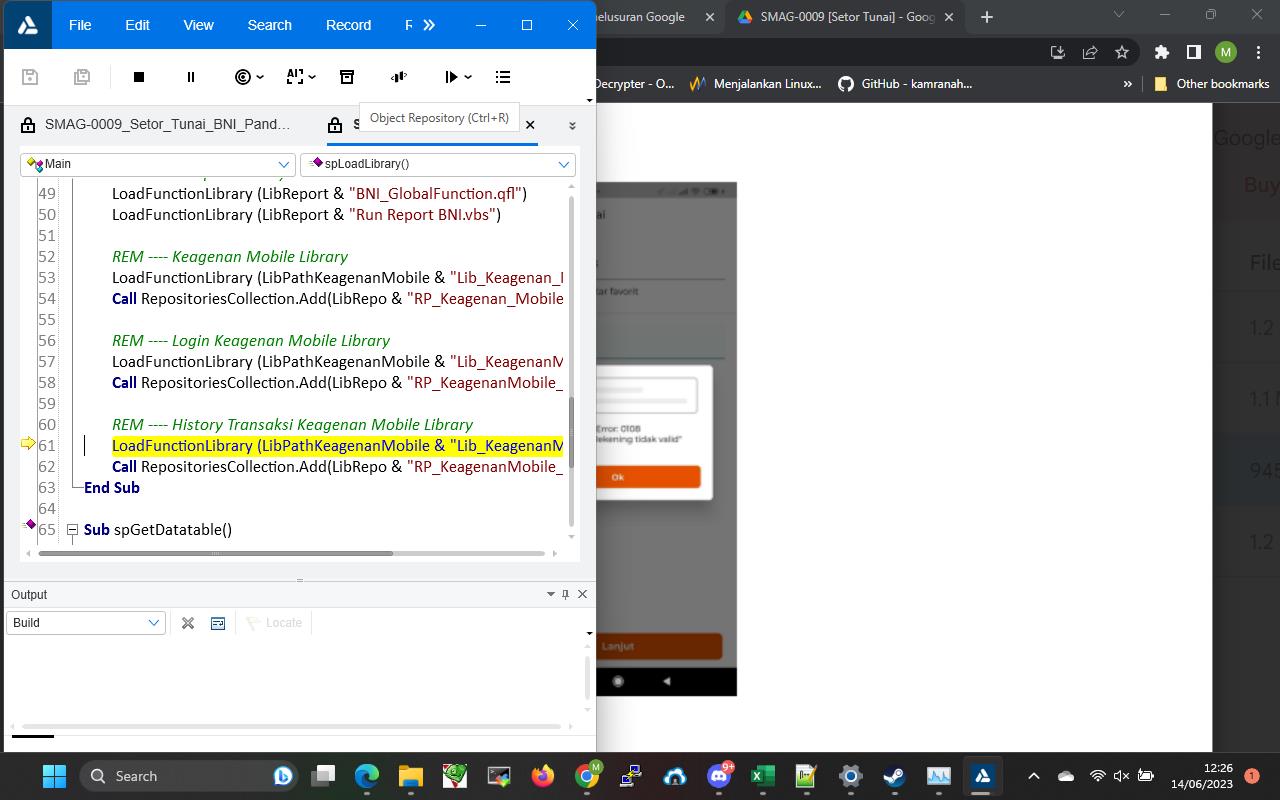 File Edit View Search Record
SMAG-0009_Setor_Tunai_BNI_Pand...
Object Repository (Ctrl+R)
Main
spLoadLibrary()
49 LoadFunctionLibrary (LibReport & "BNI_GlobalFunction.qfl")
50 LoadFunctionLibrary (LibReport & "Run Report BNI.vbs")
51
52 REM ---- Keagenan Mobile Library
53 LoadFunctionLibrary (LibPathKeagenanMobile & "Lib_Keagenan_
54 Call RepositoriesCollection.Add(LibRepo & "RP_Keagenan_Mobile
55
56 REM ---- Login Keagenan Mobile Library
57 LoadFunctionLibrary (LibPathKeagenanMobile & "Lib_KeagenanM
58 Call RepositoriesCollection.Add(LibRepo & "RP_KeagenanMobile_
59
60 REM ---- History Transaksi Keagenan Mobile Library
61 LoadFunctionLibrary (LibPathKeagenanMobile & "Lib_KeagenanM
62 Call RepositoriesCollection.Add(LibRepo & "RP_KeagenanMobile_
63 End Sub
64
65 Sub spGetDatatable()
Output
Build
Locate
elusuran Google
SMAG-0009 [Setor Tunai] - Goog
M
Decrypter - O...
Menjalankan Linux...
GitHub - kamranah...
»
Other bookmarks
Google
Buy
File
1.2
1.1 M
945
1.2
ai
s
tar favorit
Error: 0108
ekening tidak valid"
Ok
Lanjut
Search
M
9+
12:26
14/06/2023
1